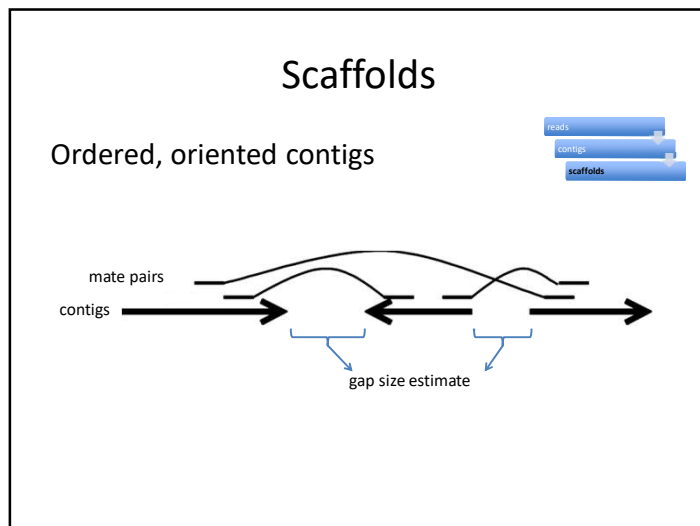 Scaffolds
reads
contigs
scaffolds
Ordered, oriented contigs
mate pairs
contigs
gap size estimate